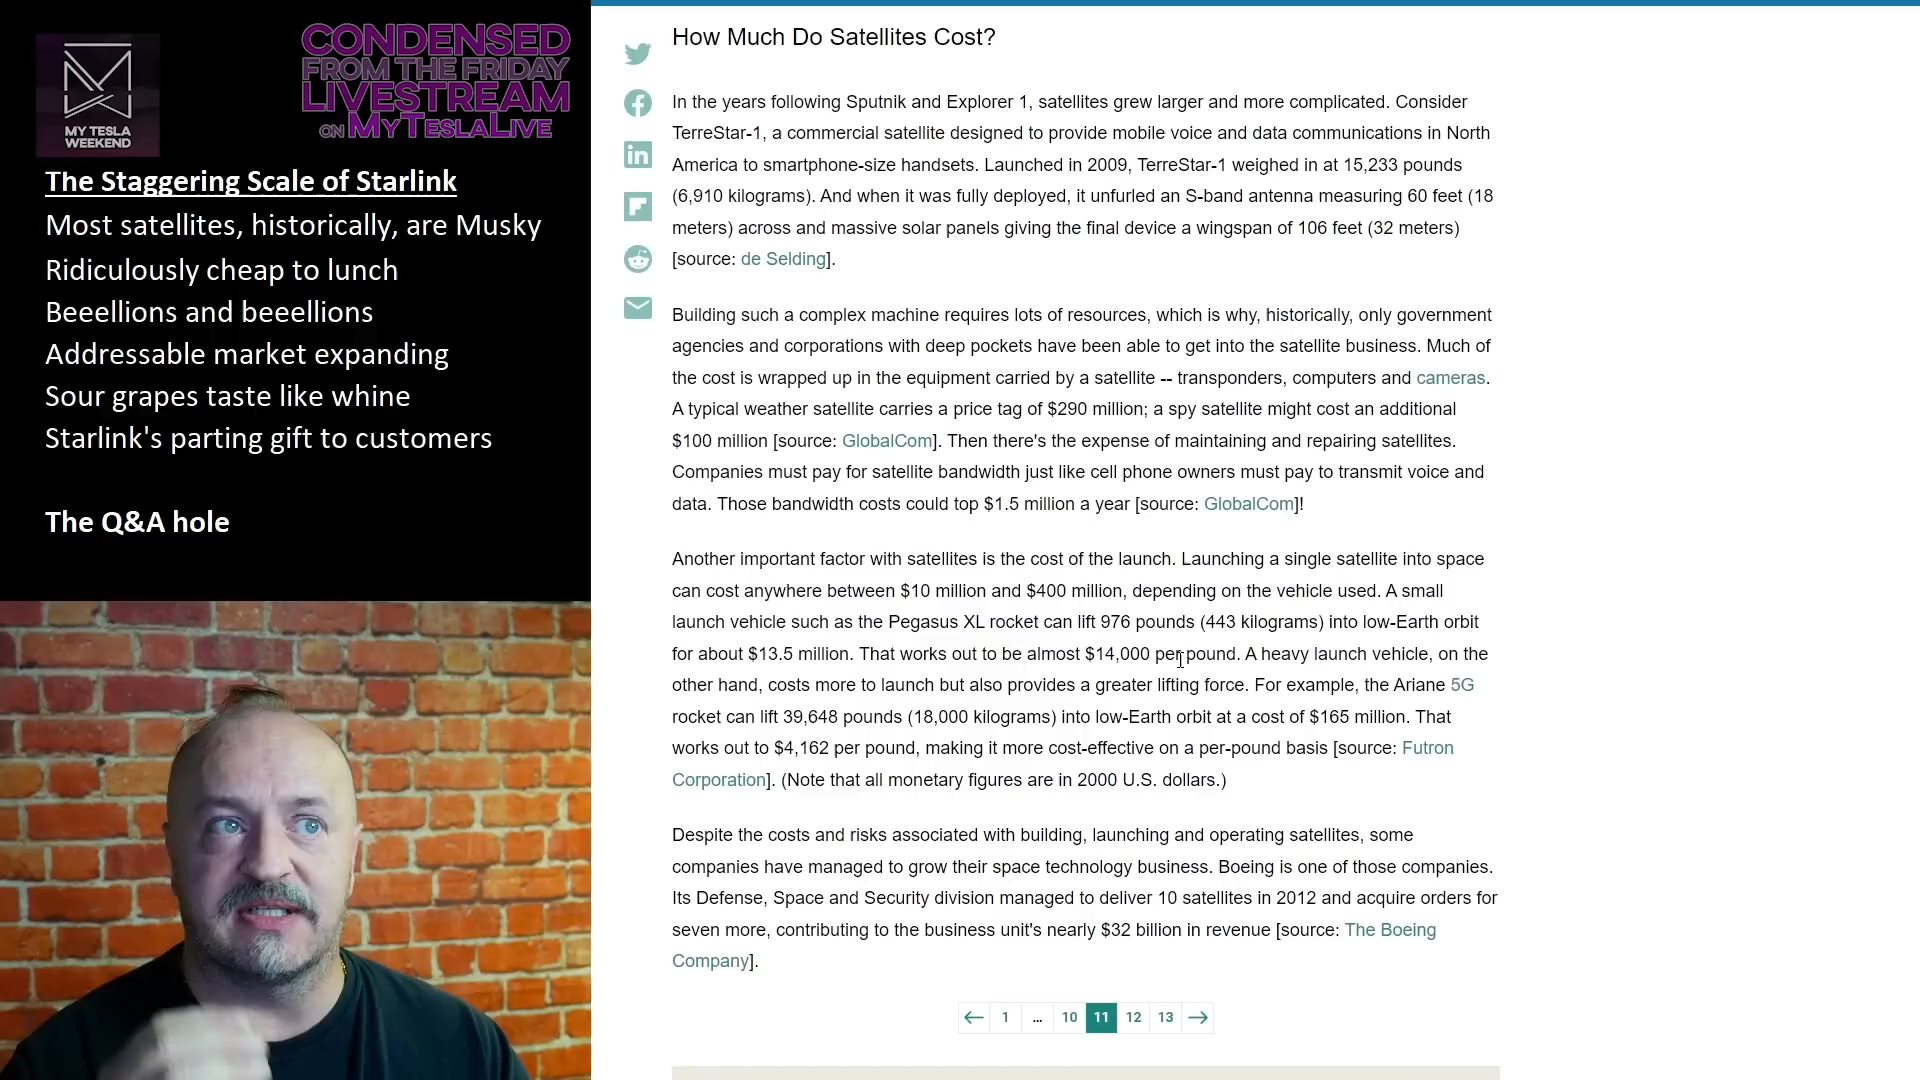 MY TESLA
WEEKEND
CONDENSED
FROM THE FRIDAY
LIVESTREAM
ON MYTESLALIVE
The Staggering Scale of Starlink
Most satellites, historically, are Musky
Ridiculously cheap to lunch
Beeellions and beeellions
Addressable market expanding
Sour grapes taste like whine
Starlink's parting gift to customers
The Q&A hole
How Much Do Satellites Cost?
In the years following Sputnik and Explorer 1, satellites grew larger and more complicated. Consider
TerreStar-1, a commercial satellite designed to provide mobile voice and data communications in North
America to smartphone-size handsets. Launched in 2009, TerreStar-1 weighed in at 15,233 pounds
(6,910 kilograms). And when it was fully deployed, it unfurled an S-band antenna measuring 60 feet (18
meters) across and massive solar panels giving the final device a wingspan of 106 feet (32 meters)
[source: de Selding].
Building such a complex machine requires lots of resources, which is why, historically, only government
agencies and corporations with deep pockets have been able to get into the satellite business. Much of
the cost is wrapped up in the equipment carried by a satellite -- transponders, computers and cameras.
A typical weather satellite carries a price tag of $290 million; a spy satellite might cost an additional
$100 million [source: GlobalCom]. Then there's the expense of maintaining and repairing satellites.
Companies must pay for satellite bandwidth just like cell phone owners must pay to transmit voice and
data. Those bandwidth costs could top $1.5 million a year [source: GlobalCom]!
Another important factor with satellites is the cost of the launch. Launching a single satellite into space
can cost anywhere between $10 million and $400 million, depending on the vehicle used. A small
launch vehicle such as the Pegasus XL rocket can lift 976 pounds (443 kilograms) into low-Earth orbit
for about $13.5 million. That works out to be almost $14,000 per pound. A heavy launch vehicle, on the
other hand, costs more to launch but also provides a greater lifting force. For example, the Ariane 5G
rocket can lift 39,648 pounds (18,000 kilograms) into low-Earth orbit at a cost of $165 million. That
works out to $4,162 per pound, making it more cost-effective on a per-pound basis [source: Futron
Corporation]. (Note that all monetary figures are in 2000 U.S. dollars.)
Despite the costs and risks associated with building, launching and operating satellites, some
companies have managed to grow their space technology business. Boeing is one of those companies.
Its Defense, Space and Security division managed to deliver 10 satellites in 2012 and acquire orders for
seven more, contributing to the business unit's nearly $32 billion in revenue [source: The Boeing
Company].
1 ... 10 11 12 13